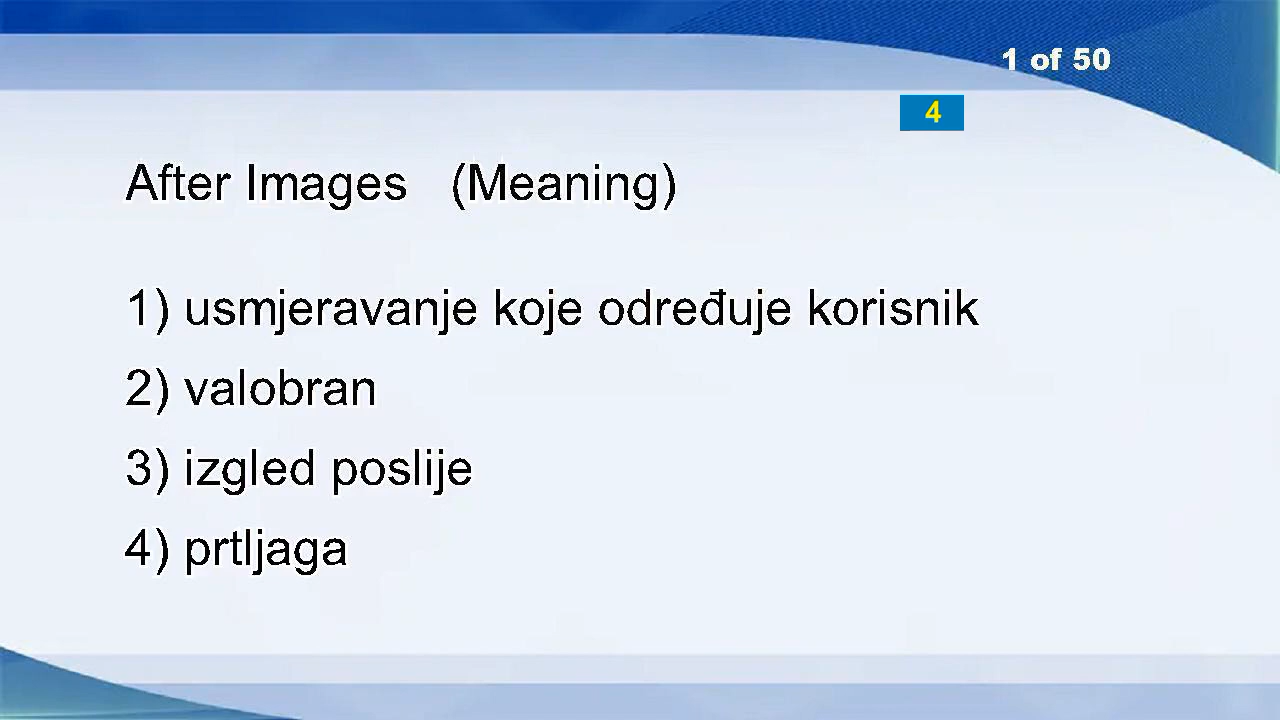 1 of 50
4
After Images (Meaning)
1) usmjeravanje koje određuje korisnik
2) valobran
3) izgled poslije
4) prtljaga